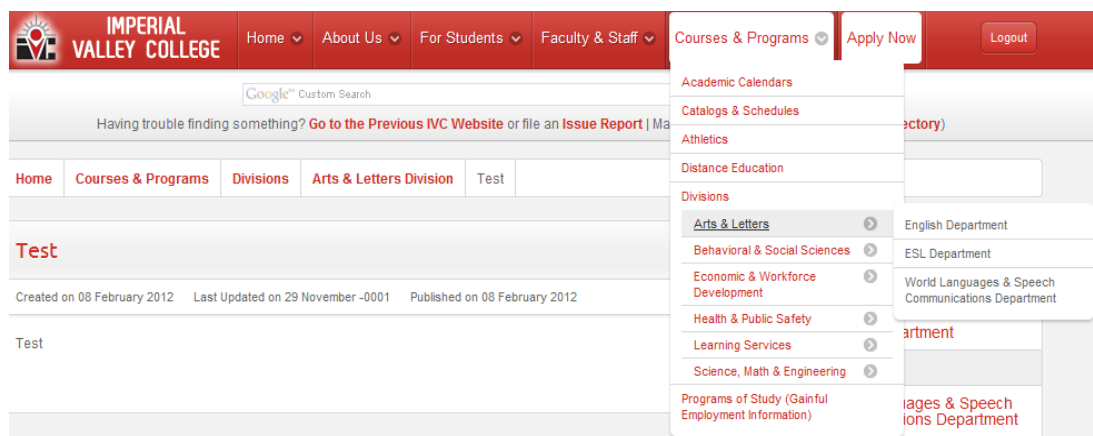 IMPERIAL
VALLEY COLLEGE
Home About Us For Students Faculty & Staff Courses & Programs Apply Now Logout
Google™ Custom Search
Having trouble finding something? Go to the Previous IVC Website or file an Issue Report | Ma ectory)
Home Courses & Programs Divisions Arts & Letters Division Test
Test
Created on 08 February 2012 Last Updated on 29 November -0001 Published on 08 February 2012
Test
Academic Calendars
Catalogs & Schedules
Athletics
Distance Education
Divisions
Arts & Letters
Behavioral & Social Sciences
Economic & Workforce
Development
Health & Public Safety
Learning Services
Science, Math & Engineering
Programs of Study (Gainful
Employment Information)
English Department
ESL Department
World Languages & Speech
Communications Department
artment
ages & Speech
ions Department